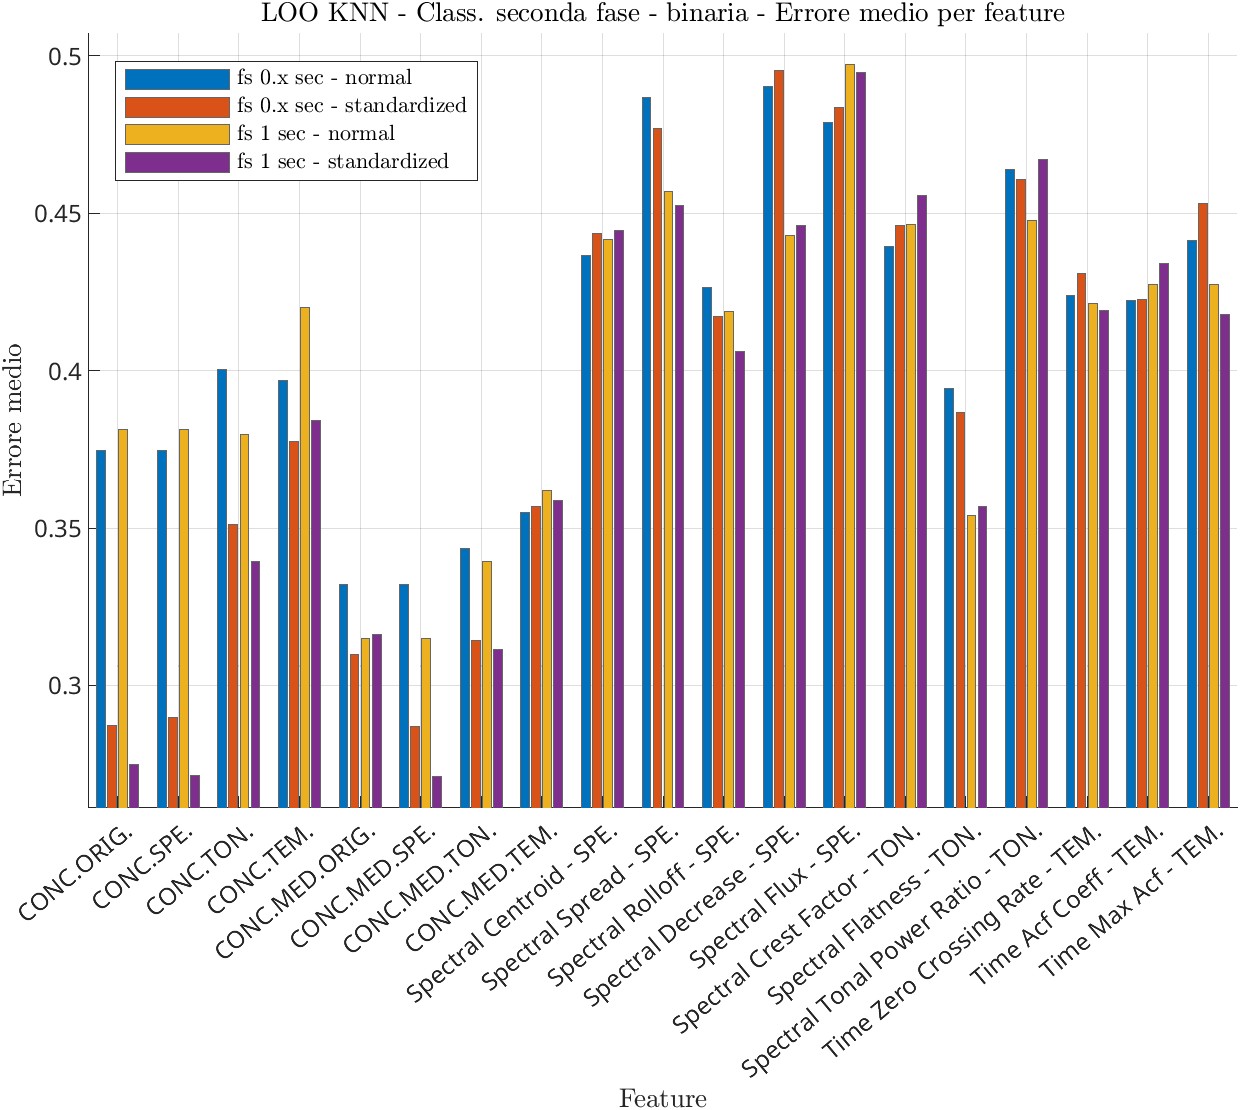 LOO KNN - Class. seconda fase - binaria - Errore medio per feature
fs 0.x sec - normal
fs 0.x sec - standardized
fs 1 sec - normal
fs 1 sec - standardized
Errore medio
0.5
0.45
0.4
0.35
0.3
CONC.ORIG.
CONC.SPE.
CONC.TON.
CONC.TEM.
CONC.MED.ORIG.
CONC.MED.SPE.
CONC.MED.TON.
CONC.MED.TEM.
Spectral Centroid - SPE.
Spectral Spread - SPE.
Spectral Rolloff - SPE.
Spectral Decrease - SPE.
Spectral Flux - SPE.
Spectral Crest Factor - TON.
Spectral Flatness - TON.
Spectral Tonal Power Ratio - TON.
Time Zero Crossing Rate - TEM.
Time Acf Coeff - TEM.
Time Max Acf - TEM.
Feature